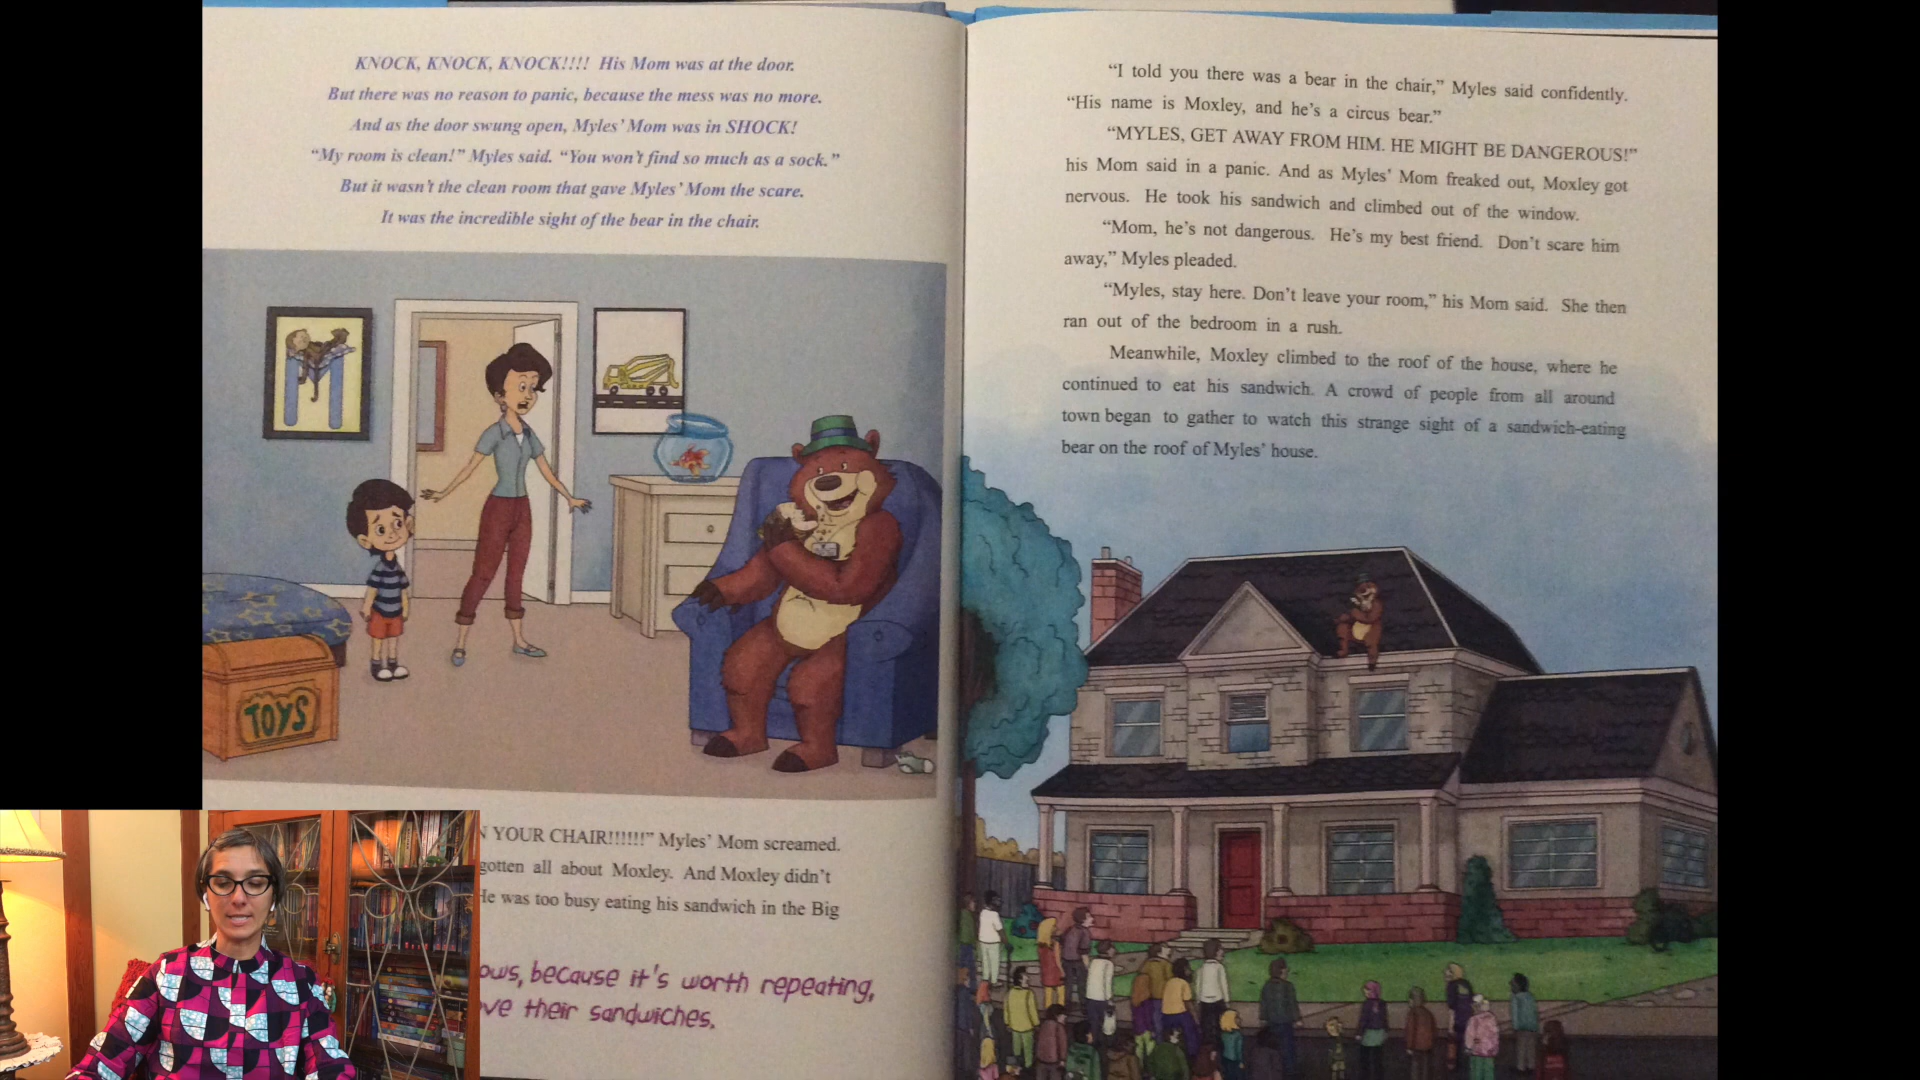 KNOCK, KNOCK, KNOCK!!!! His Mom was at the door.
But there was no reason to panic, because the mess was no more.
And as the door swung open, Myles' Mom was in SHOCK!
"My room is clean!" Myles said. "You won't find so much as a sock."
But it wasn't the clean room that gave Myles' Mom the scare.
It was the incredible sight of the bear in the chair.
TOYS
YOUR CHAIR!!!!!!" Myles' Mom screamed.
all about Moxley. And Moxley didn't
He was too busy eating his sandwich in the Big
because it's worth repeating,
their sandwiches.
"I told you there was a bear in the chair," Myles said confidently.
"His name is Moxley, and he's a circus bear."
"MYLES, GET AWAY FROM HIM. HE MIGHT BE DANGEROUS!"
his Mom said in a panic. And as Myles' Mom freaked out, Moxley got
nervous. He took his sandwich and climbed out of the window.
"Mom, he's not dangerous. He's my best friend. Don't scare him
away," Myles pleaded.
"Myles, stay here. Don't leave your room," his Mom said. She then
ran out of the bedroom in a rush.
Meanwhile, Moxley climbed to the roof of the house, where he
continued to eat his sandwich. A crowd of people from all around
town began to gather to watch this strange sight of a sandwich-eating
bear on the roof of Myles' house.